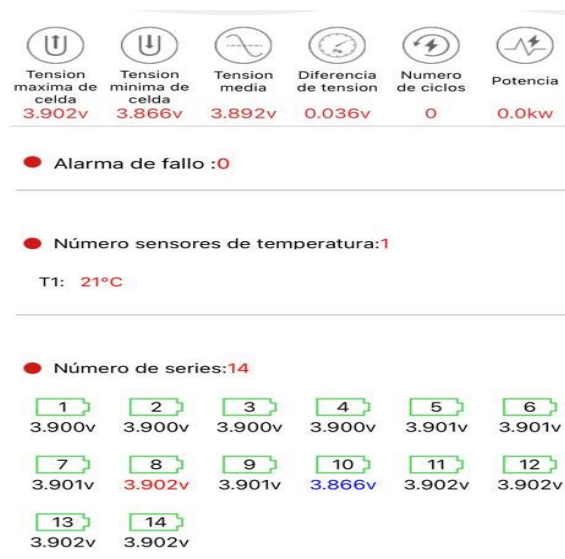 Tension maxima de celda
Tension minima de celda
Tension media
Diferencia de tension
Numero de ciclos
Potencia
3.902v 3.866v 3.892v 0.036v 0 0.0kw
Alarma de fallo :0
Número sensores de temperatura:1
T1: 21°C
Número de series:14
1 2 3 4 5 6
3.900v 3.900v 3.900v 3.900v 3.901v 3.901v
7 8 9 10 11 12
3.901v 3.902v 3.901v 3.866v 3.902v 3.902v
13 14
3.902v 3.902v